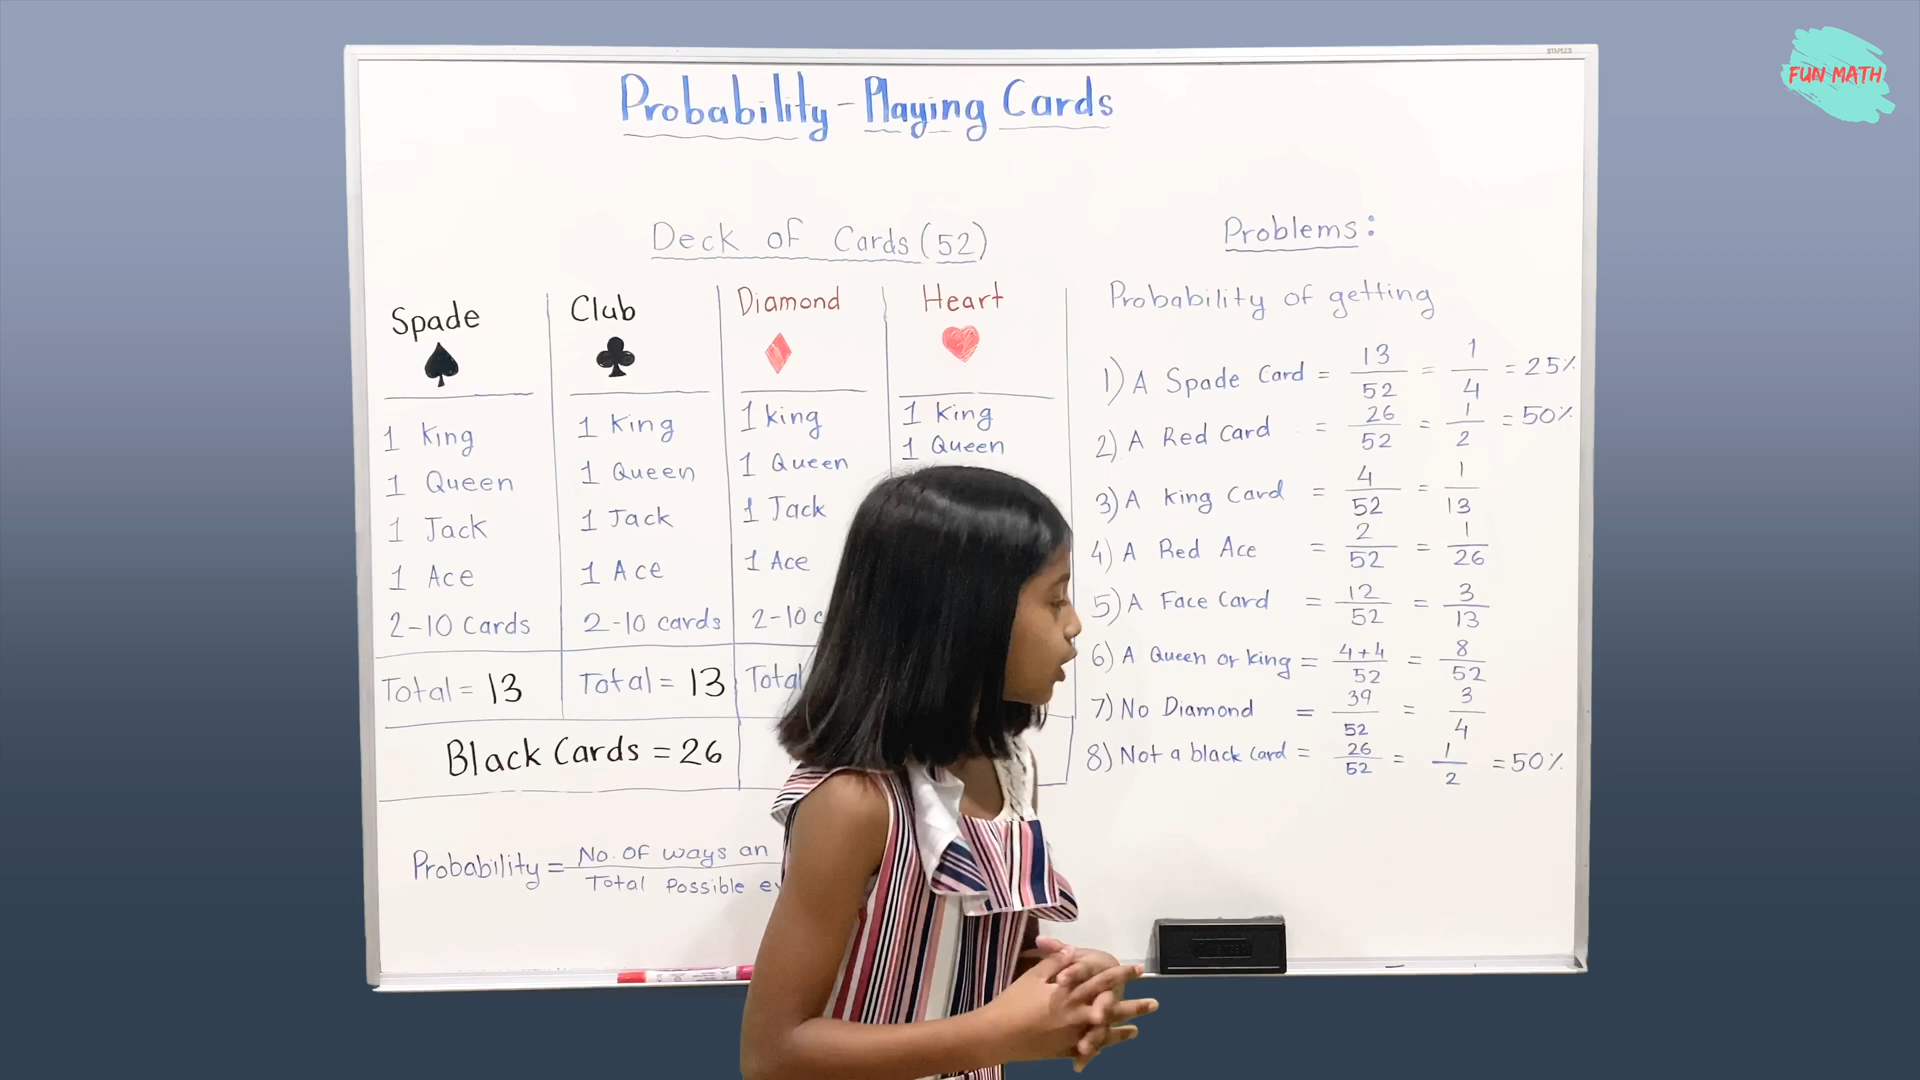 STAPLES
FUN MATH
Probability - Playing Cards
Deck of Cards (52)
Spade
1 King
1 Queen
1 Jack
1 Ace
2-10 Cards
Total = 13
Club
1 King
1 Queen
1 Jack
1 Ace
2-10 cards
Total = 13
Black Cards = 26
Diamond
1 king
1 Queen
1 Jack
1 Ace
2-10 c
Total
Heart
1 King
1 Queen
Probability = No. OF ways an / Total Possible
Problems:
Probability of getting
1) A Spade Card = 13/52 = 1/4 = 25%
2) A Red Card = 26/52 = 1/2 = 50%
3) A King Card = 4/52 = 1/13
4) A Red Ace = 2/52 = 1/26
5) A Face Card = 12/52 = 3/13
6) A Queen or king = 4+4/52 = 8/52
7) No Diamond = 39/52 = 3/4
8) Not a black card = 26/52 = 1/2 = 50%